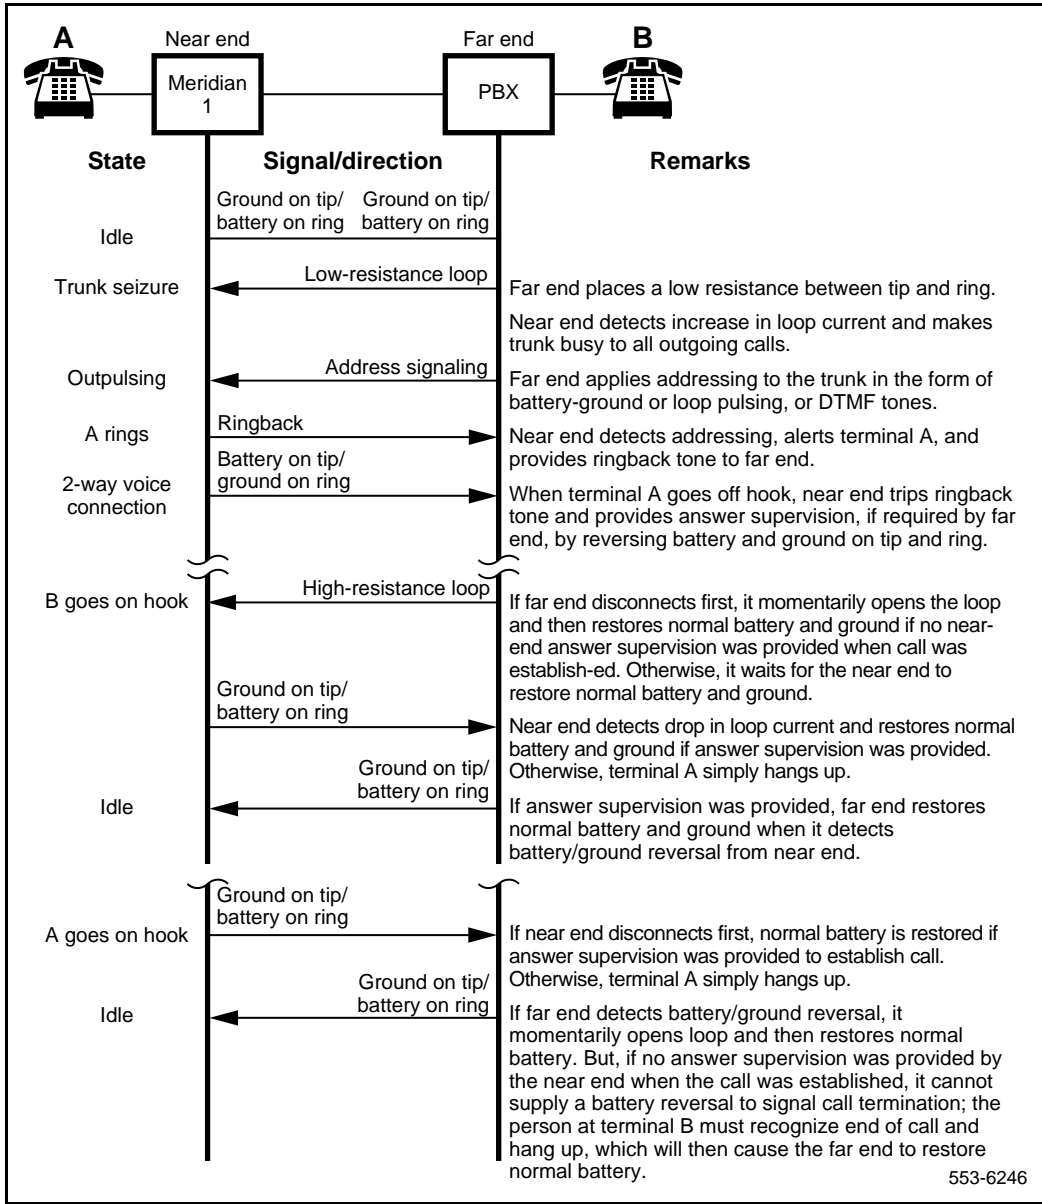 A
Near end
Far end
B
Meridian
1
PBX
State
Signal/direction
Remarks
Ground on tip/
battery on ring
Ground on tip/
battery on ring
Idle
Trunk seizure
Low-resistance loop
Far end places a low resistance between tip and ring.
Near end detects increase in loop current and makes
trunk busy to all outgoing calls.
Outpulsing
Address signaling
Far end applies addressing to the trunk in the form of
battery-ground or loop pulsing, or DTMF tones.
A rings
Ringback
Near end detects addressing, alerts terminal A, and
provides ringback tone to far end.
2-way voice
connection
Battery on tip/
ground on ring
When terminal A goes off hook, near end trips ringback
tone and provides answer supervision, if required by far
end, by reversing battery and ground on tip and ring.
B goes on hook
High-resistance loop
If far end disconnects first, it momentarily opens the loop
and then restores normal battery and ground if no near-
end answer supervision was provided when call was
establish-ed. Otherwise, it waits for the near end to
restore normal battery and ground.
Ground on tip/
battery on ring
Near end detects drop in loop current and restores normal
battery and ground if answer supervision was provided.
Otherwise, terminal A simply hangs up.
Idle
Ground on tip/
battery on ring
If answer supervision was provided, far end restores
normal battery and ground when it detects
battery/ground reversal from near end.
A goes on hook
Ground on tip/
battery on ring
If near end disconnects first, normal battery is restored if
answer supervision was provided to establish call.
Otherwise, terminal A simply hangs up.
Idle
Ground on tip/
battery on ring
If far end detects battery/ground reversal, it
momentarily opens loop and then restores normal
battery. But, if no answer supervision was provided by
the near end when the call was established, it cannot
supply a battery reversal to signal call termination; the
person at terminal B must recognize end of call and
hang up, which will then cause the far end to restore
normal battery.
553-6246